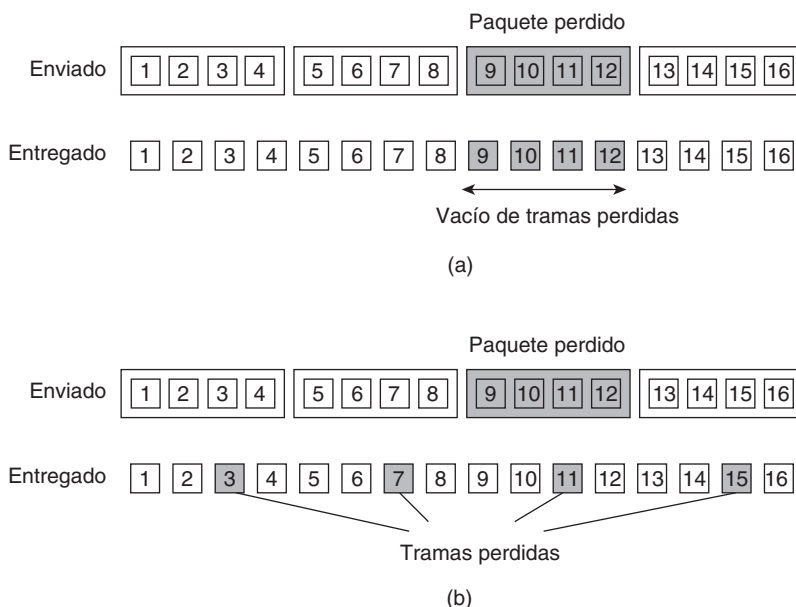 Paquete perdido
Enviado 1 2 3 4 5 6 7 8 9 10 11 12 13 14 15 16
Entregado 1 2 3 4 5 6 7 8 9 10 11 12 13 14 15 16
Vacío de tramas perdidas
(a)
Paquete perdido
Enviado 1 2 3 4 5 6 7 8 9 10 11 12 13 14 15 16
Entregado 1 2 3 4 5 6 7 8 9 10 11 12 13 14 15 16
Tramas perdidas
(b)